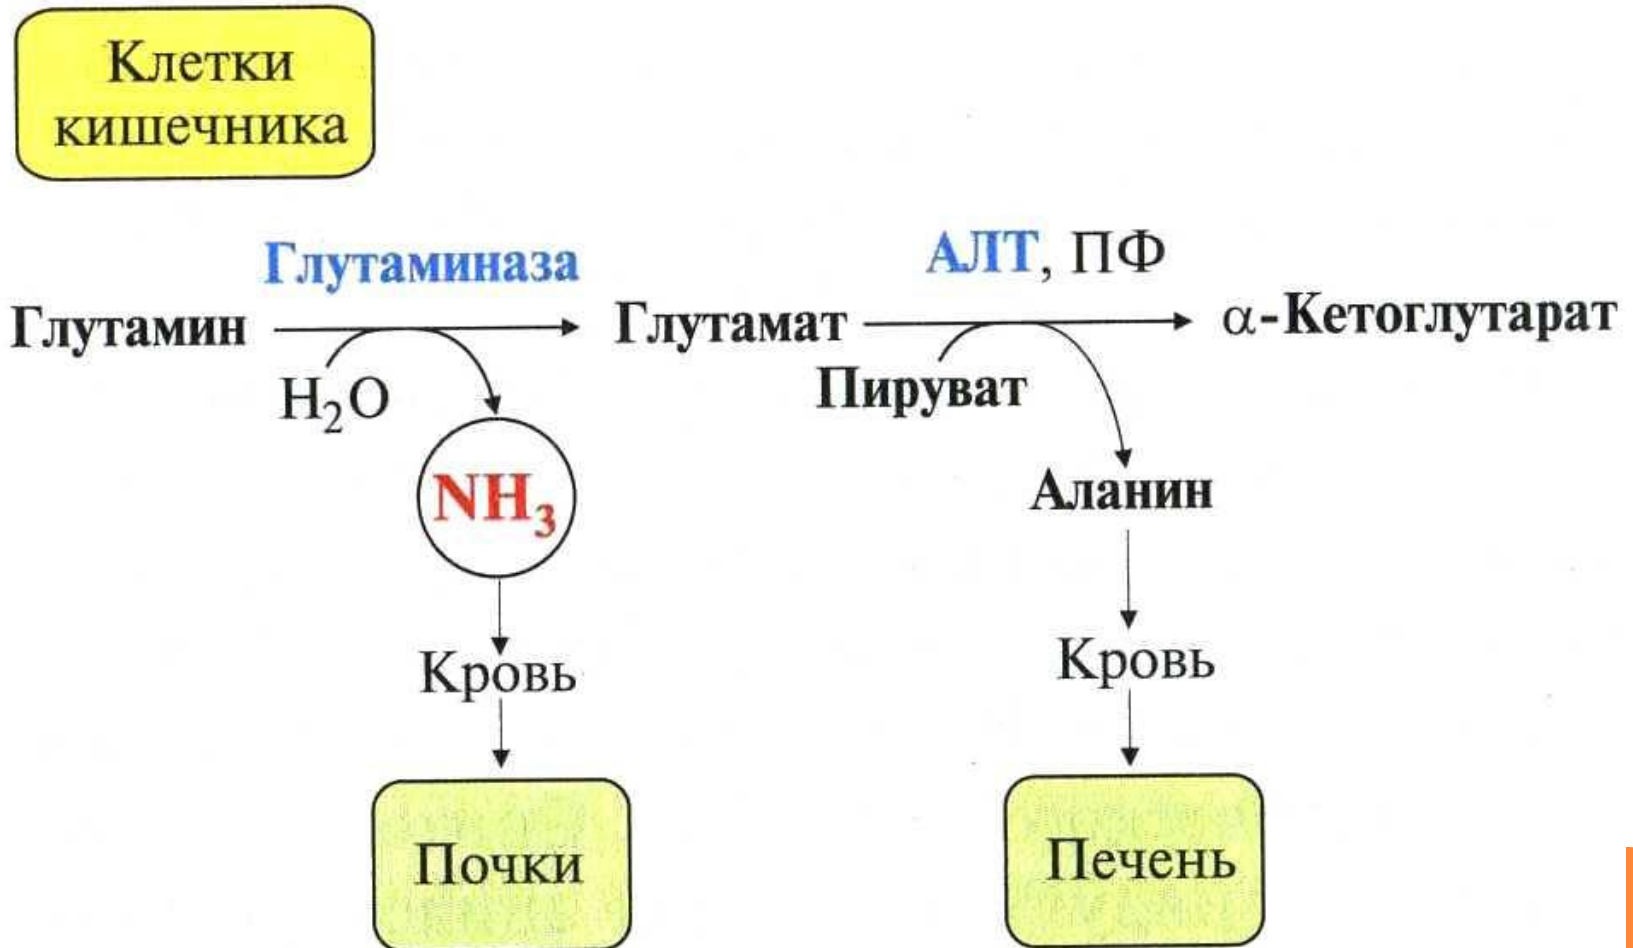 Клетки
кишечника
Глутаминаза
АЛТ, ПФ
Глутамин
Глутамат
α-Кетоглутарат
H₂O
Пируват
NH₃
Аланин
Кровь
Кровь
Почки
Печень